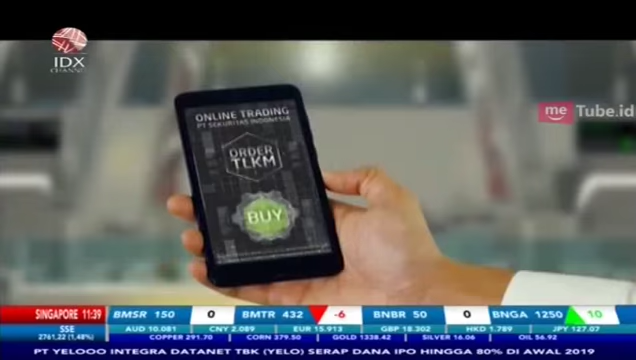 IDX
CHANNEL
me Tube.id
ONLINE TRADING
PT SEKURITAS INDONESIA
ORDER
TLKM
BUY
SINGAPORE 11:39 BMSR 150 0 BMTR 432 -6 BNBR 50 0 BNGA 1250 10
SSE AUD 10.081 CNY 2.089 EUR 15.913 GBP 18.302 HKD 1.789 JPY 127.07
2761,22 (1,48%) COPPER 291.70 CORN 379.50 GOLD 1338.42 SILVER 16.06 OIL 56.92
PT YELOOO INTEGRA DATANET TBK (YELO) SERAP DANA IPO HINGGA 80% DI AWAL 2019